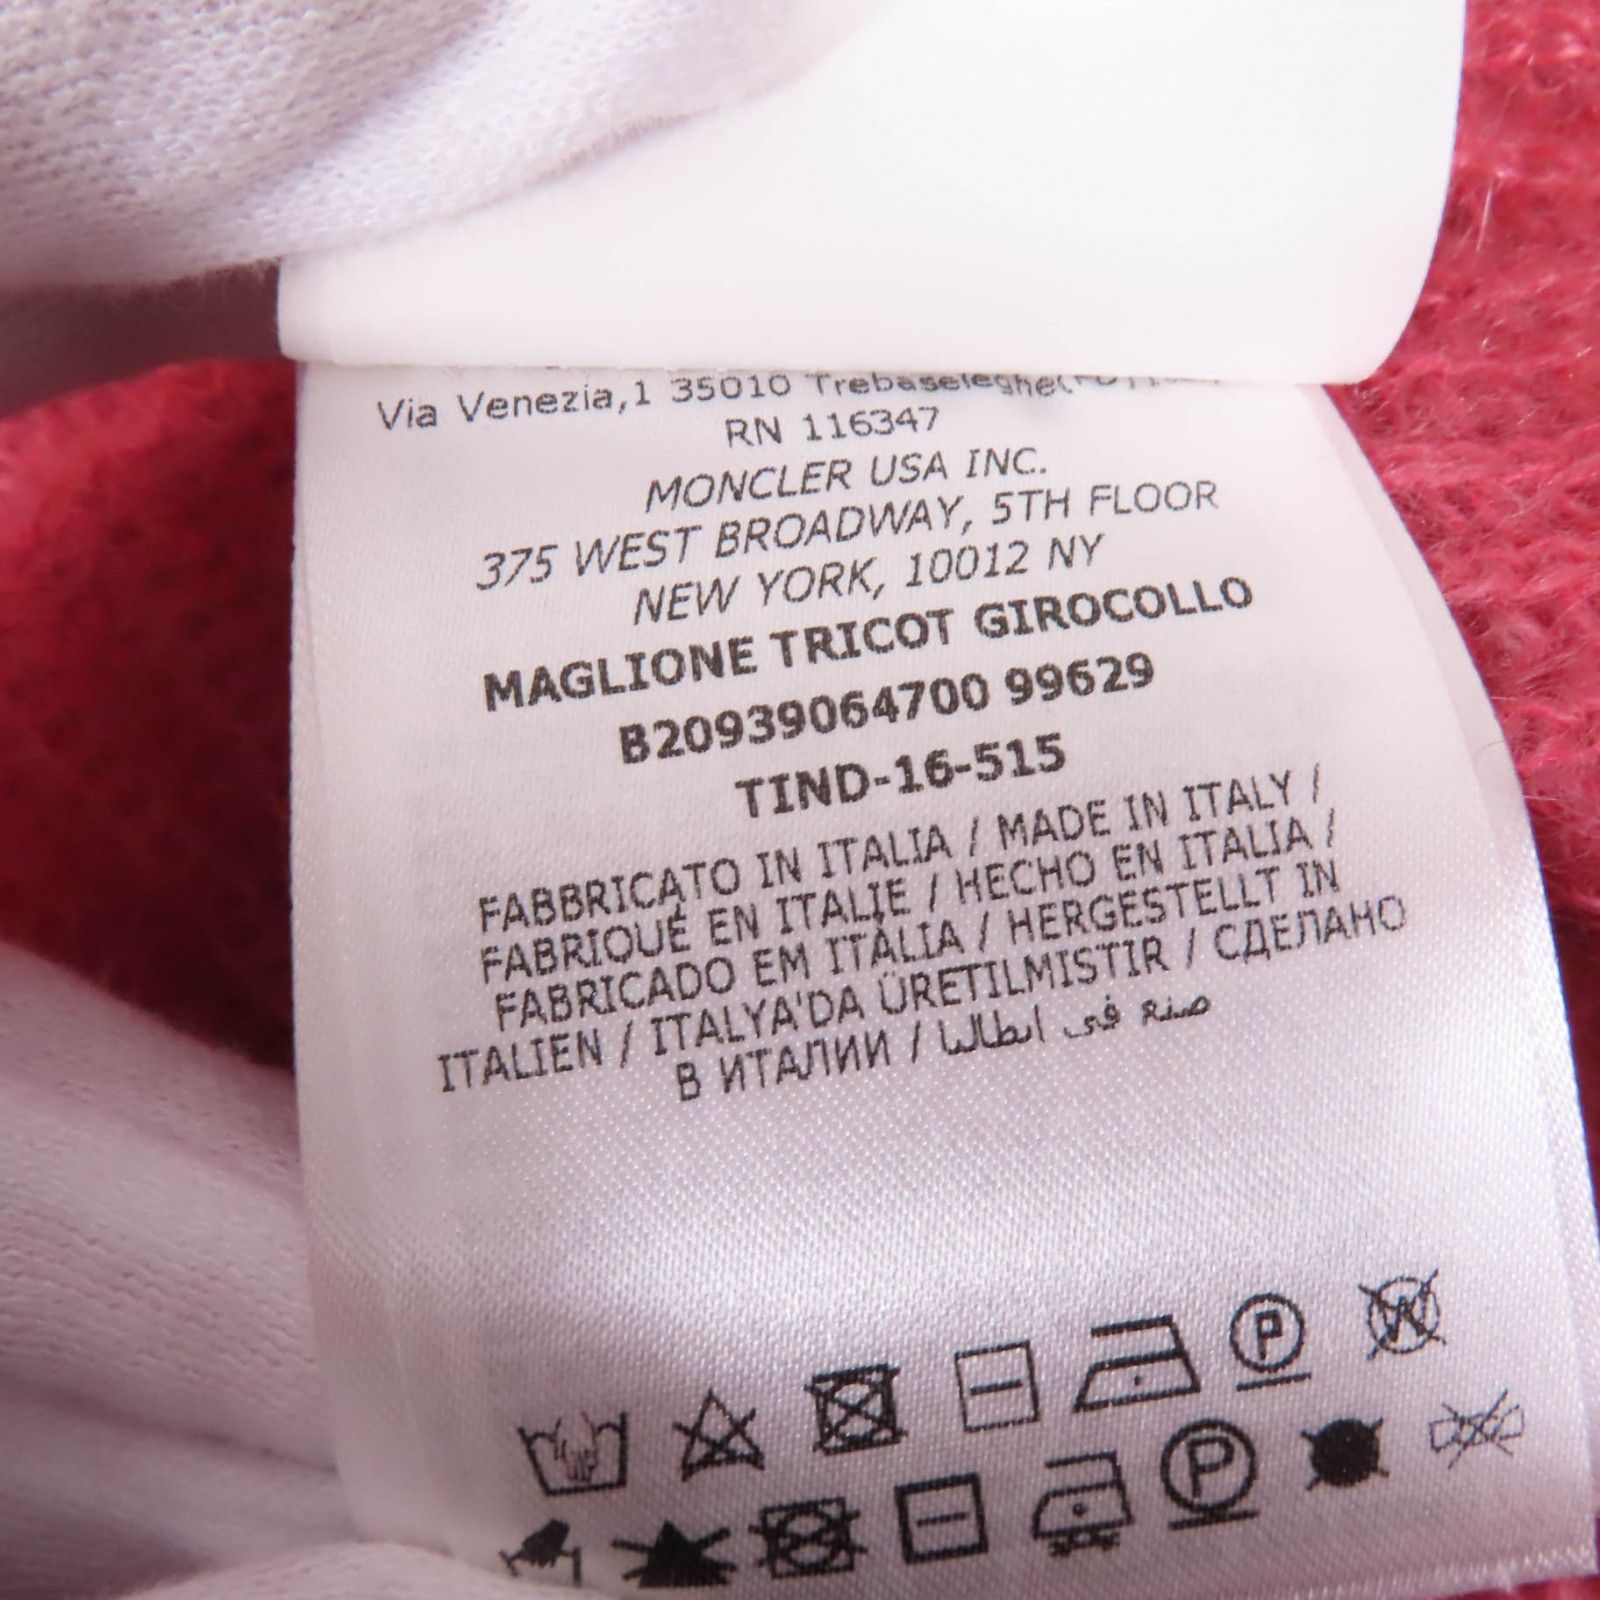 Via Venezia,1 35010 Trebaseleghe(
RN 116347
MONCLER USA INC.
375 WEST BROADWAY, 5TH FLOOR
NEW YORK, 10012 NY
MAGLIONE TRICOT GIROCOLLO
B20939064700 99629
TIND-16-515
FABBRICATO IN ITALIA / MADE IN ITALY /
FABRIQUÉ EN ITALIE / HECHO EN ITALIA /
FABRICADO EM ITÁLIA / HERGESTELLT IN
ITALIEN / ITALYA'DA ÜRETILMISTIR / СДЕЛАНО
В ИТАЛИИ / صنع في ايطاليا
P W
P